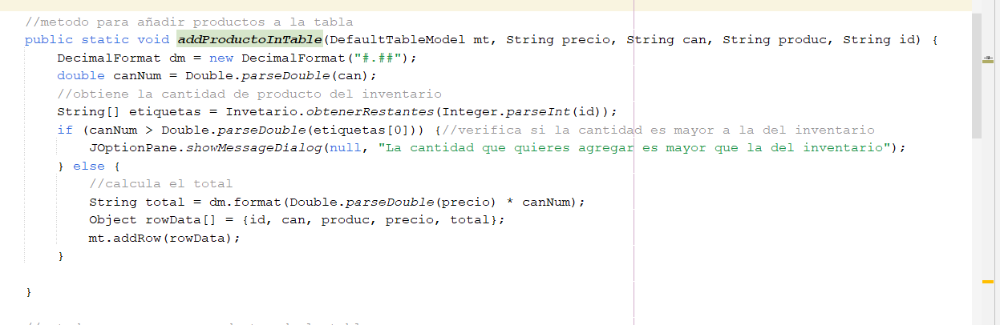 //metodo para añadir productos a la tabla
public static void addProductoInTable(DefaultTableModel mt, String precio, String can, String produc, String id) {
DecimalFormat dm = new DecimalFormat("#.##");
double canNum = Double.parseDouble(can);
//obtiene la cantidad de producto del inventario
String[] etiquetas = Invetario.obtenerRestantes(Integer.parseInt(id));
if (canNum > Double.parseDouble(etiquetas[0])) {//verifica si la cantidad es mayor a la del inventario
JOptionPane.showMessageDialog(null, "La cantidad que quieres agregar es mayor que la del inventario");
} else {
//calcula el total
String total = dm.format(Double.parseDouble(precio) * canNum);
Object rowData[] = {id, can, produc, precio, total};
mt.addRow(rowData);
}
}